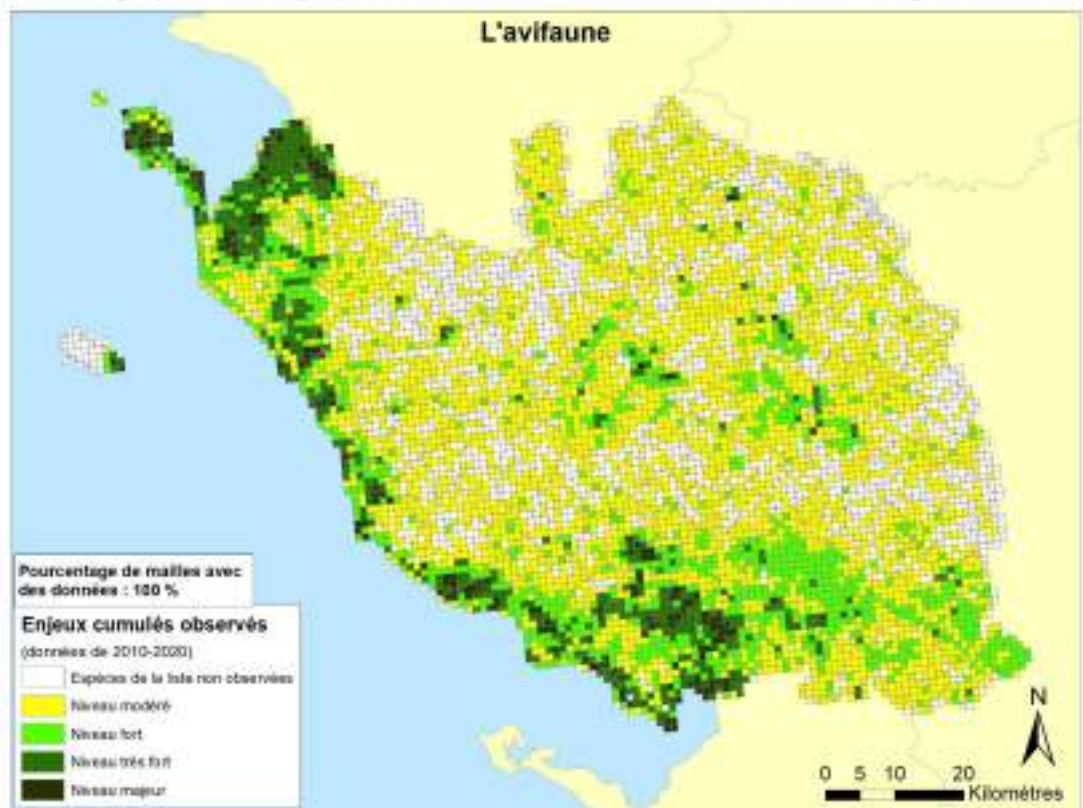 L'avifaune
Pourcentage de mailles avec
des données : 100 %
Enjeux cumulés observés
(données de 2010-2020)
Espèces de la liste non observées
Niveau modéré
Niveau fort
Niveau très fort
Niveau majeur
N
0 5 10 20
Kilomètres